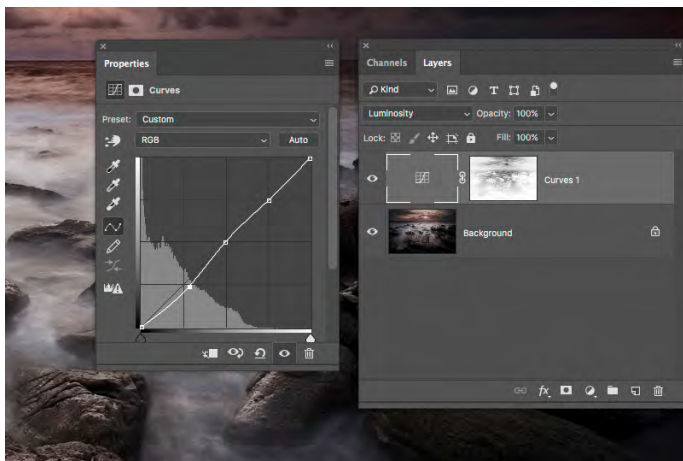 Properties
Curves
Preset: Custom
RGB Auto
Channels Layers
Kind
Luminosity Opacity: 100%
Lock: Fill: 100%
Curves 1
Background